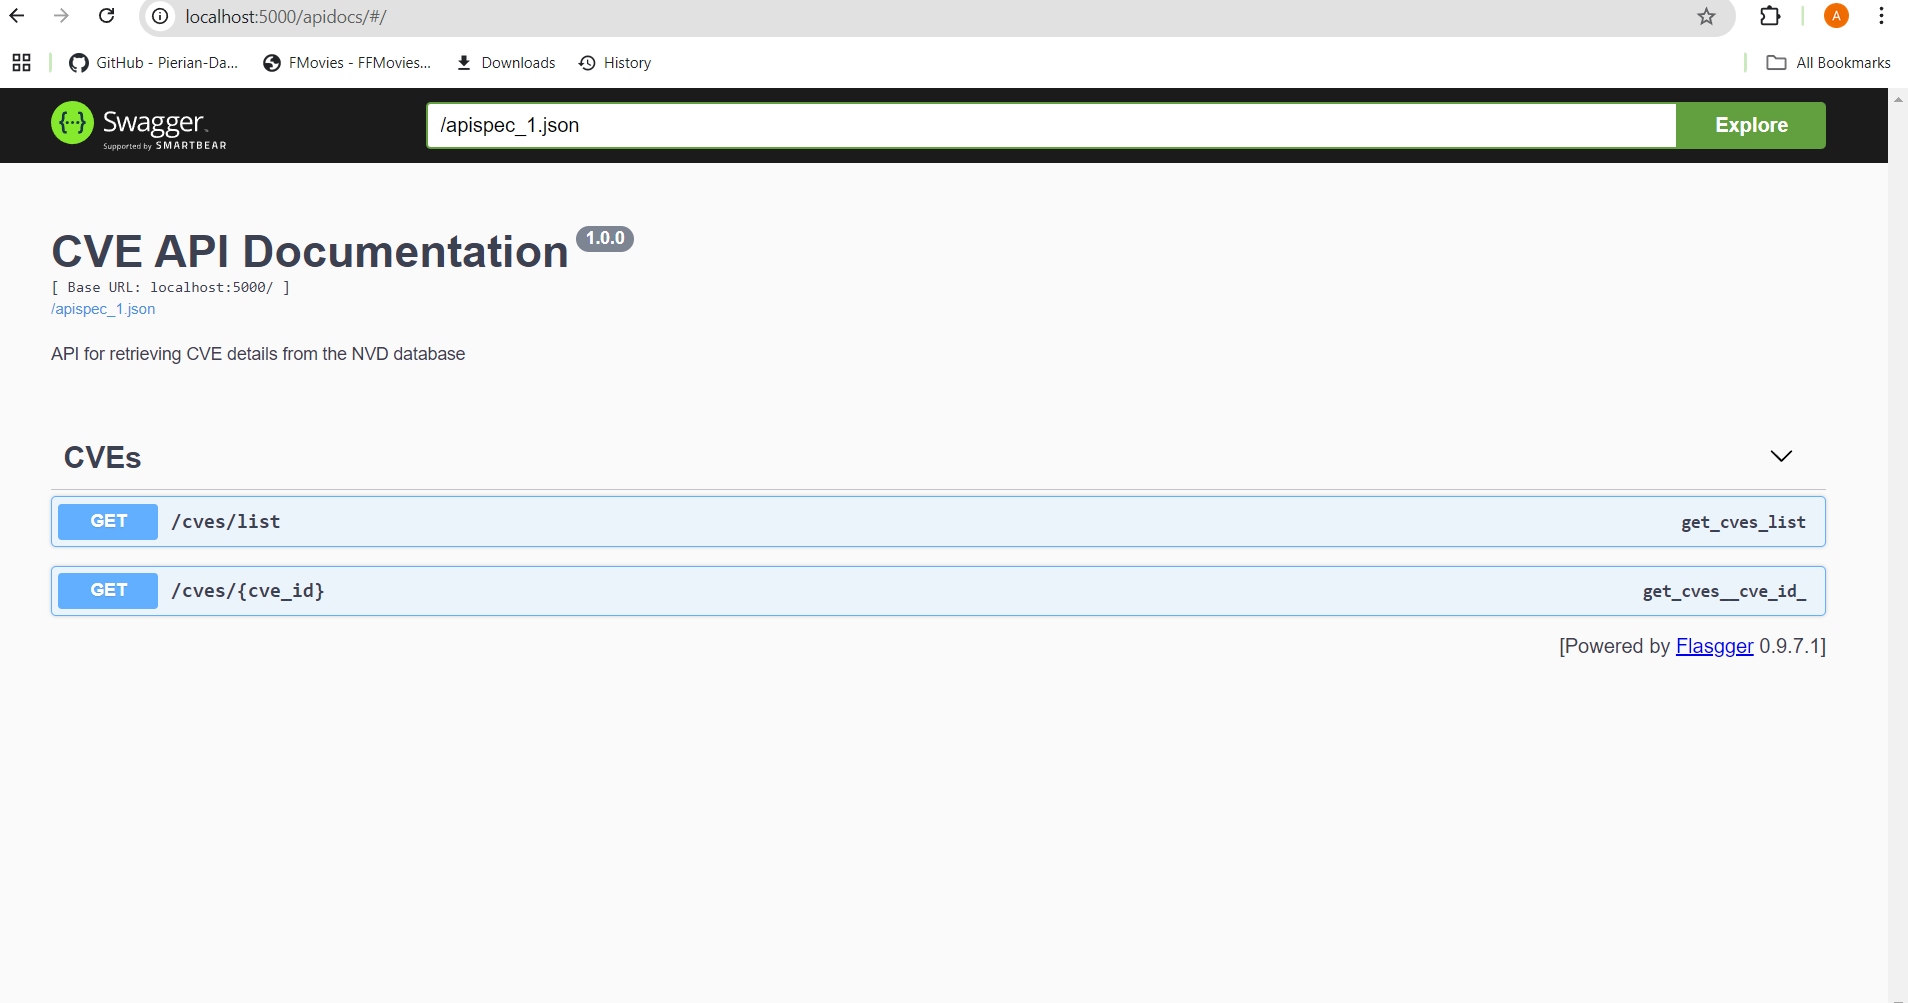 localhost:5000/apidocs/#/
A
GitHub - Pierian-Da...
FMovies - FFMovies...
Downloads
History
All Bookmarks
{...} Swagger.
Supported by SMARTBEAR
/apispec_1.json
Explore
CVE API Documentation 1.0.0
[ Base URL: localhost:5000/ ]
/apispec_1.json
API for retrieving CVE details from the NVD database
CVEs
GET /cves/list get_cves_list
GET /cves/{cve_id} get_cves__cve_id_
[Powered by Flasgger 0.9.7.1]